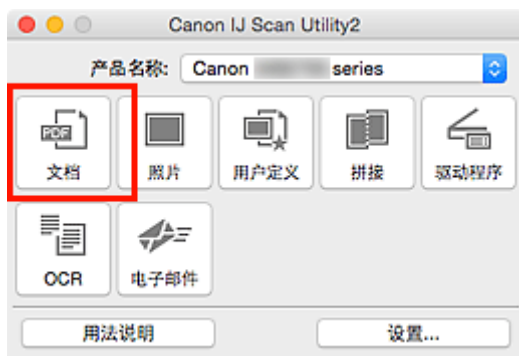 Canon IJ Scan Utility2
产品名称: Canon series
PDF
文档
照片
用户定义
拼接
驱动程序
OCR
电子邮件
用法说明
设置...